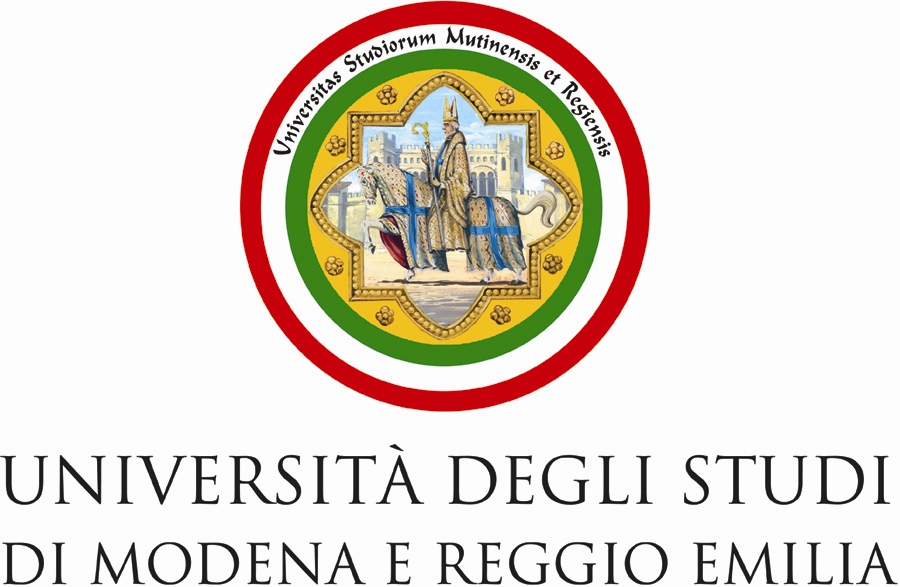 Universitas Studiorum Mutinensis et Regiensis
UNIVERSITÀ DEGLI STUDI
DI MODENA E REGGIO EMILIA